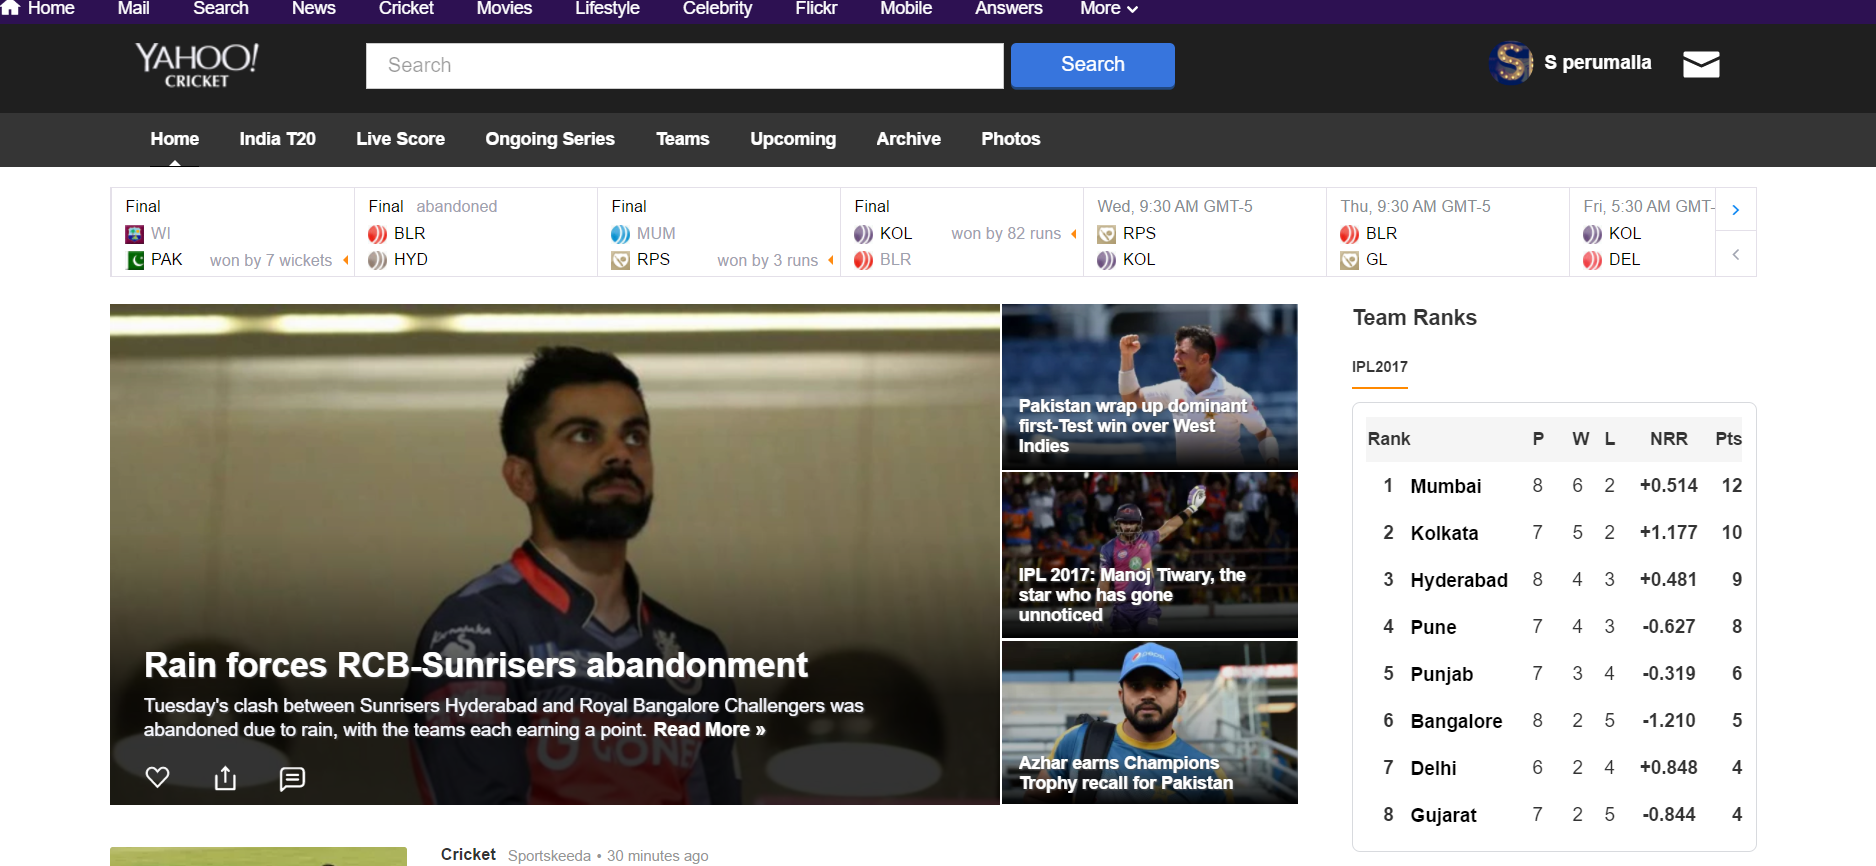 Home Mail Search News Cricket Movies Lifestyle Celebrity Flickr Mobile Answers More
YAHOO!
CRICKET
Search
Search
S perumalla
Home India T20 Live Score Ongoing Series Teams Upcoming Archive Photos
Final
WI
PAK won by 7 wickets
Final abandoned
BLR
HYD
Final
MUM
RPS won by 3 runs
Final
KOL won by 82 runs
BLR
Wed, 9:30 AM GMT-5
RPS
KOL
Thu, 9:30 AM GMT-5
BLR
GL
Fri, 5:30 AM GMT-
KOL
DEL
Karnataka
GONE
Rain forces RCB-Sunrisers abandonment
Tuesday's clash between Sunrisers Hyderabad and Royal Bangalore Challengers was
abandoned due to rain, with the teams each earning a point. Read More »
Pakistan wrap up dominant
first-Test win over West
Indies
IPL 2017: Manoj Tiwary, the
star who has gone
unnoticed
pepsi
Azhar earns Champions
Trophy recall for Pakistan
Team Ranks
IPL2017
Rank P W L NRR Pts
1 Mumbai 8 6 2 +0.514 12
2 Kolkata 7 5 2 +1.177 10
3 Hyderabad 8 4 3 +0.481 9
4 Pune 7 4 3 -0.627 8
5 Punjab 7 3 4 -0.319 6
6 Bangalore 8 2 5 -1.210 5
7 Delhi 6 2 4 +0.848 4
8 Gujarat 7 2 5 -0.844 4
Cricket Sportskeeda • 30 minutes ago